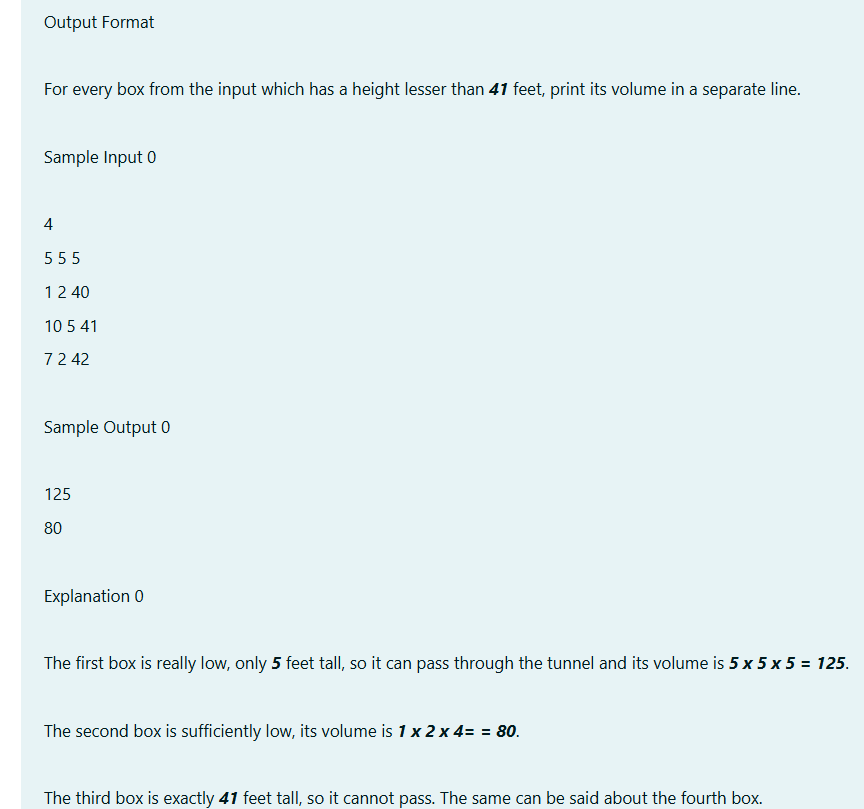 Output Format
For every box from the input which has a height lesser than 41 feet, print its volume in a separate line.
Sample Input 0
4
5 5 5
1 2 40
10 5 41
7 2 42
Sample Output 0
125
80
Explanation 0
The first box is really low, only 5 feet tall, so it can pass through the tunnel and its volume is 5 x 5 x 5 = 125.
The second box is sufficiently low, its volume is 1 x 2 x 4= = 80.
The third box is exactly 41 feet tall, so it cannot pass. The same can be said about the fourth box.